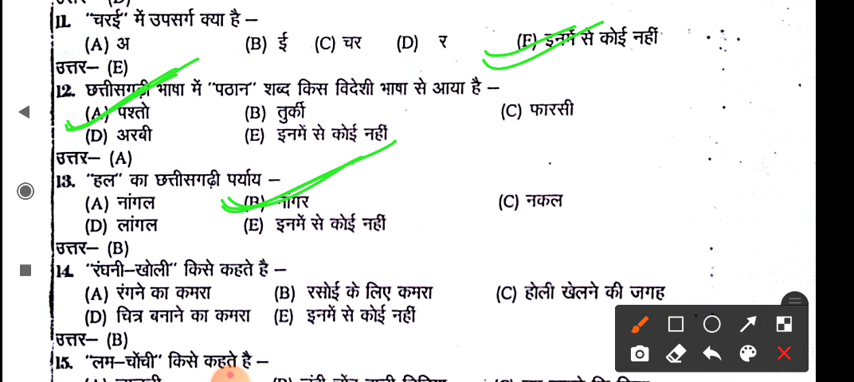 11. "चरई" में उपसर्ग क्या है –
(A) अ (B) ई (C) चर (D) र (E) इनमें से कोई नहीं
उत्तर– (E)
12. छत्तीसगढ़ी भाषा में "पठान" शब्द किस विदेशी भाषा से आया है –
(A) पश्तो (B) तुर्की (C) फारसी
(D) अरबी (E) इनमें से कोई नहीं
उत्तर– (A)
13. "हल" का छत्तीसगढ़ी पर्याय –
(A) नांगल (B) नांगर (C) नकल
(D) लांगल (E) इनमें से कोई नहीं
उत्तर– (B)
14. "रंघनी–खोली" किसे कहते है –
(A) रंगने का कमरा (B) रसोई के लिए कमरा (C) होली खेलने की जगह
(D) चित्र बनाने का कमरा (E) इनमें से कोई नहीं
उत्तर– (B)
15. "लम–चोंची" किसे कहते है –